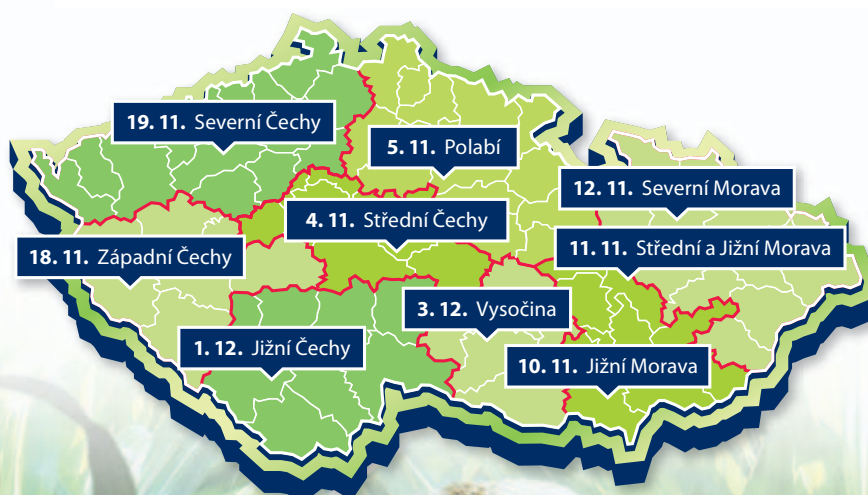 19. 11. Severní Čechy
5. 11. Polabí
12. 11. Severní Morava
4. 11. Střední Čechy
18. 11. Západní Čechy
11. 11. Střední a Jižní Morava
3. 12. Vysočina
1. 12. Jižní Čechy
10. 11. Jižní Morava